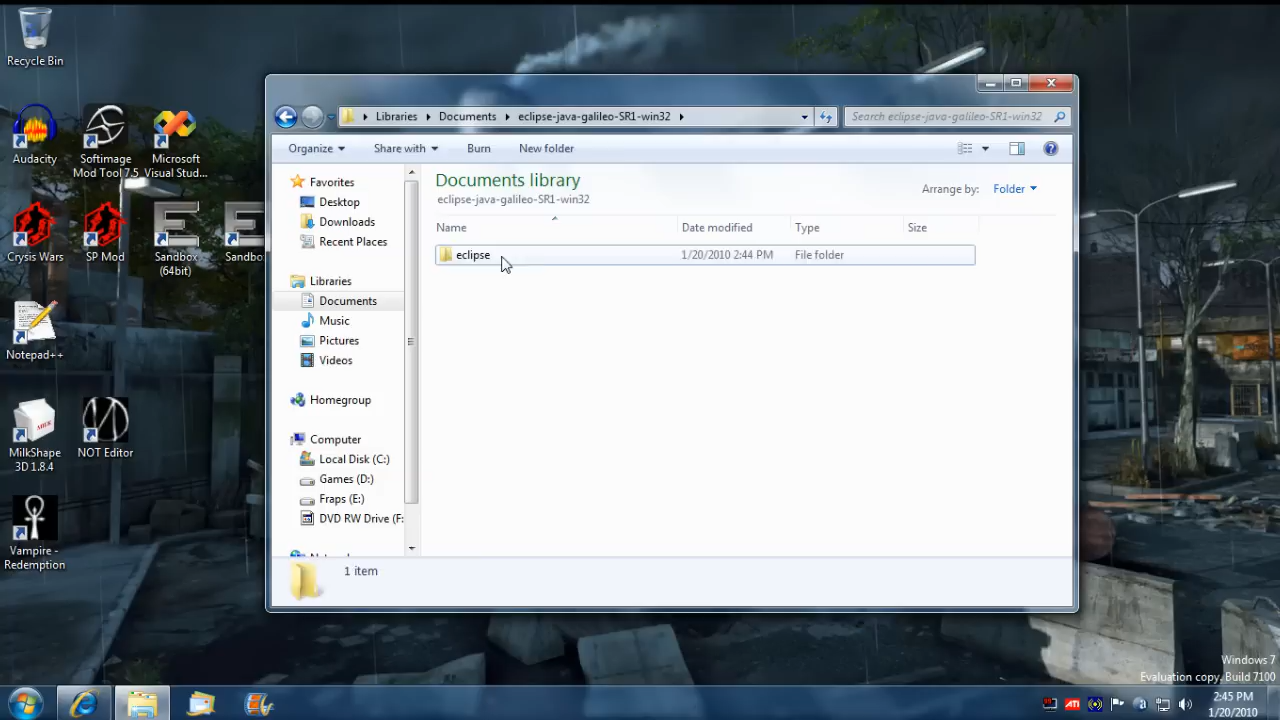 Recycle Bin
Audacity
Softimage
Mod Tool 7.5
Microsoft
Visual Stud...
Crysis Wars
SP Mod
Sandbox
(64bit)
Sandbox
Notepad++
MilkShape
3D 1.8.4
NOT Editor
Vampire -
Redemption
Libraries
Documents
eclipse-java-galileo-SR1-win32
Search eclipse-java-galileo-SR1-win32
Organize
Share with
Burn
New folder
Favorites
Desktop
Downloads
Recent Places
Libraries
Documents
Music
Pictures
Videos
Homegroup
Computer
Local Disk (C:)
Games (D:)
Fraps (E:)
DVD RW Drive (F:
Documents library
eclipse-java-galileo-SR1-win32
Arrange by: Folder
Name Date modified Type Size
eclipse 1/20/2010 2:44 PM File folder
1 item
Windows 7
Evaluation copy. Build 7100
ATI
2:45 PM
1/20/2010